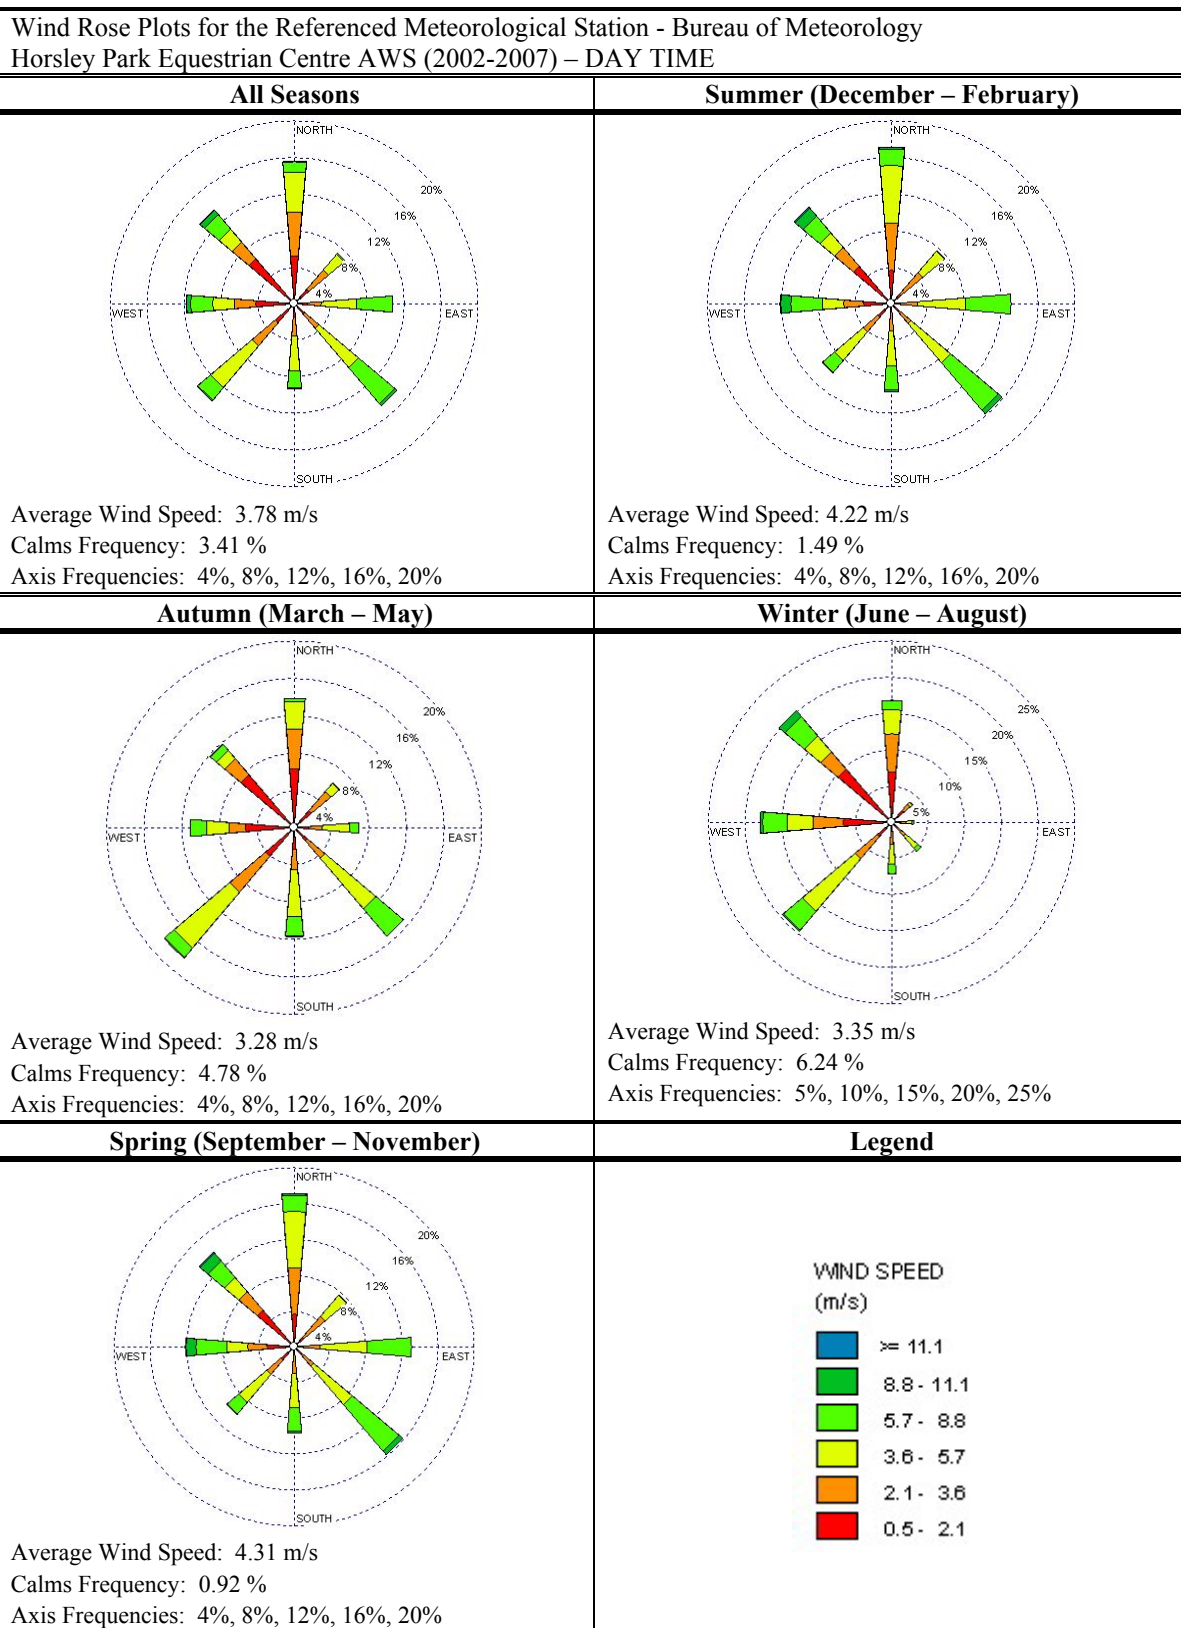 Wind Rose Plots for the Referenced Meteorological Station - Bureau of Meteorology
Horsley Park Equestrian Centre AWS (2002-2007) – DAY TIME
All Seasons
NORTH
20%
16%
12%
8%
4%
WEST
EAST
SOUTH
Average Wind Speed: 3.78 m/s
Calms Frequency: 3.41 %
Axis Frequencies: 4%, 8%, 12%, 16%, 20%
Summer (December – February)
NORTH
20%
16%
12%
8%
4%
WEST
EAST
SOUTH
Average Wind Speed: 4.22 m/s
Calms Frequency: 1.49 %
Axis Frequencies: 4%, 8%, 12%, 16%, 20%
Autumn (March – May)
NORTH
20%
16%
12%
8%
4%
WEST
EAST
SOUTH
Average Wind Speed: 3.28 m/s
Calms Frequency: 4.78 %
Axis Frequencies: 4%, 8%, 12%, 16%, 20%
Winter (June – August)
NORTH
25%
20%
15%
10%
5%
WEST
EAST
SOUTH
Average Wind Speed: 3.35 m/s
Calms Frequency: 6.24 %
Axis Frequencies: 5%, 10%, 15%, 20%, 25%
Spring (September – November)
NORTH
20%
16%
12%
8%
4%
WEST
EAST
SOUTH
Average Wind Speed: 4.31 m/s
Calms Frequency: 0.92 %
Axis Frequencies: 4%, 8%, 12%, 16%, 20%
Legend
WIND SPEED
(m/s)
>= 11.1
8.8 - 11.1
5.7 - 8.8
3.6 - 5.7
2.1 - 3.6
0.5 - 2.1